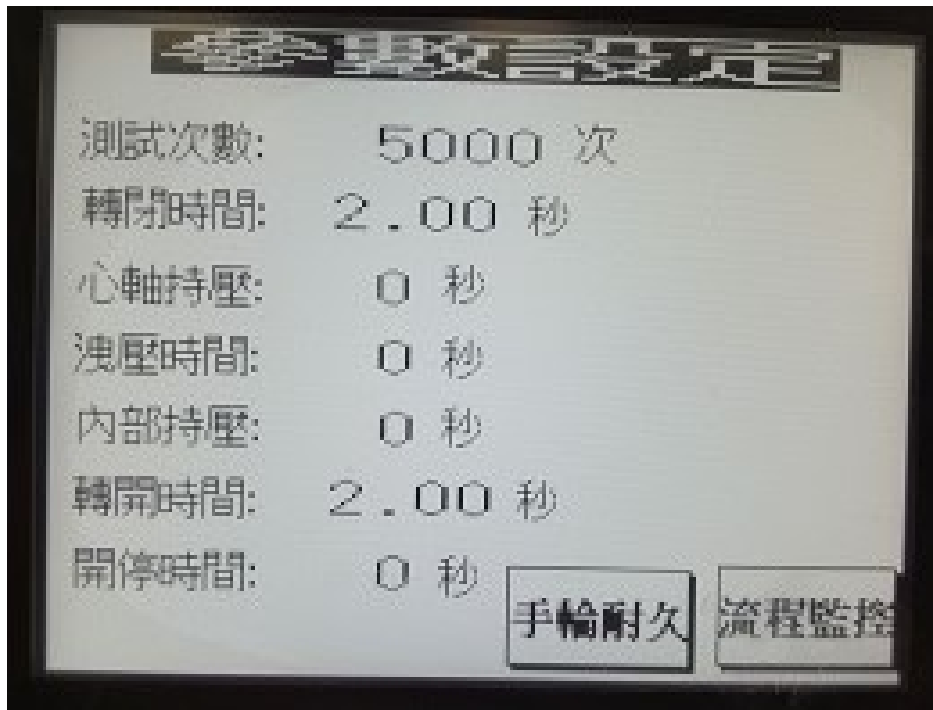 參數設定
測試次數: 5000 次
轉閉時間: 2.00 秒
心軸持壓: 0 秒
洩壓時間: 0 秒
內部持壓: 0 秒
轉開時間: 2.00 秒
開停時間: 0 秒
手輪耐久 流程監控